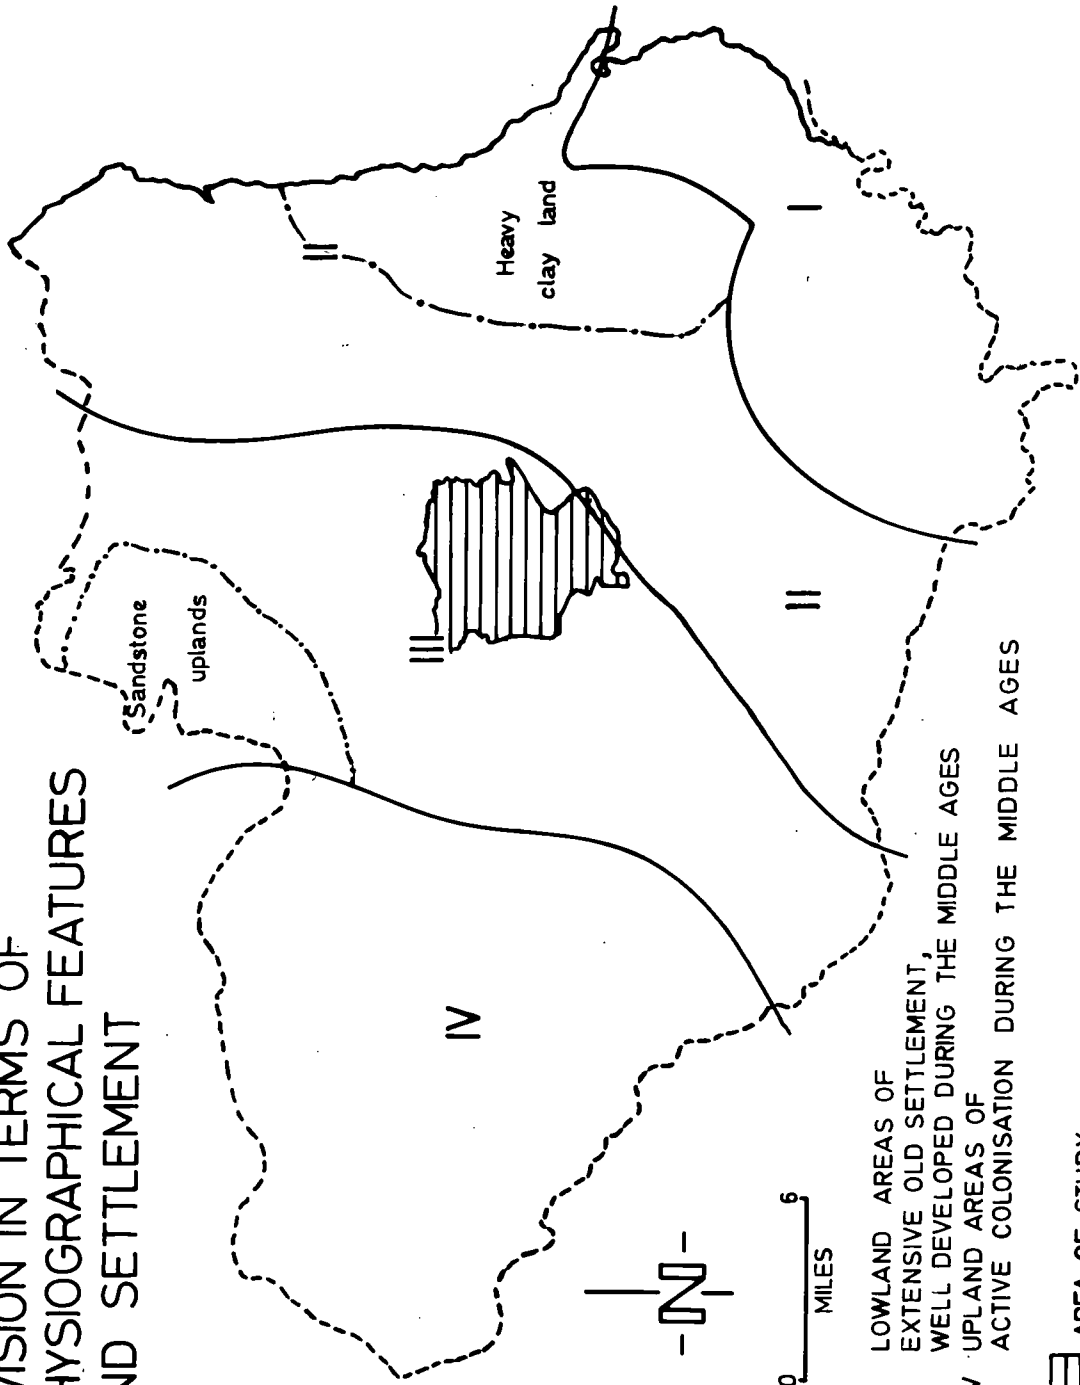 VISION IN TERMS OF
HYSIOGRAPHICAL FEATURES
ND SETTLEMENT
Sandstone
uplands
II
Heavy
clay land
III
IV
II
I
N
0 6
MILES
LOWLAND AREAS OF
EXTENSIVE OLD SETTLEMENT,
WELL DEVELOPED DURING THE MIDDLE AGES
V UPLAND AREAS OF
ACTIVE COLONISATION DURING THE MIDDLE AGES
AREA OF STUDY